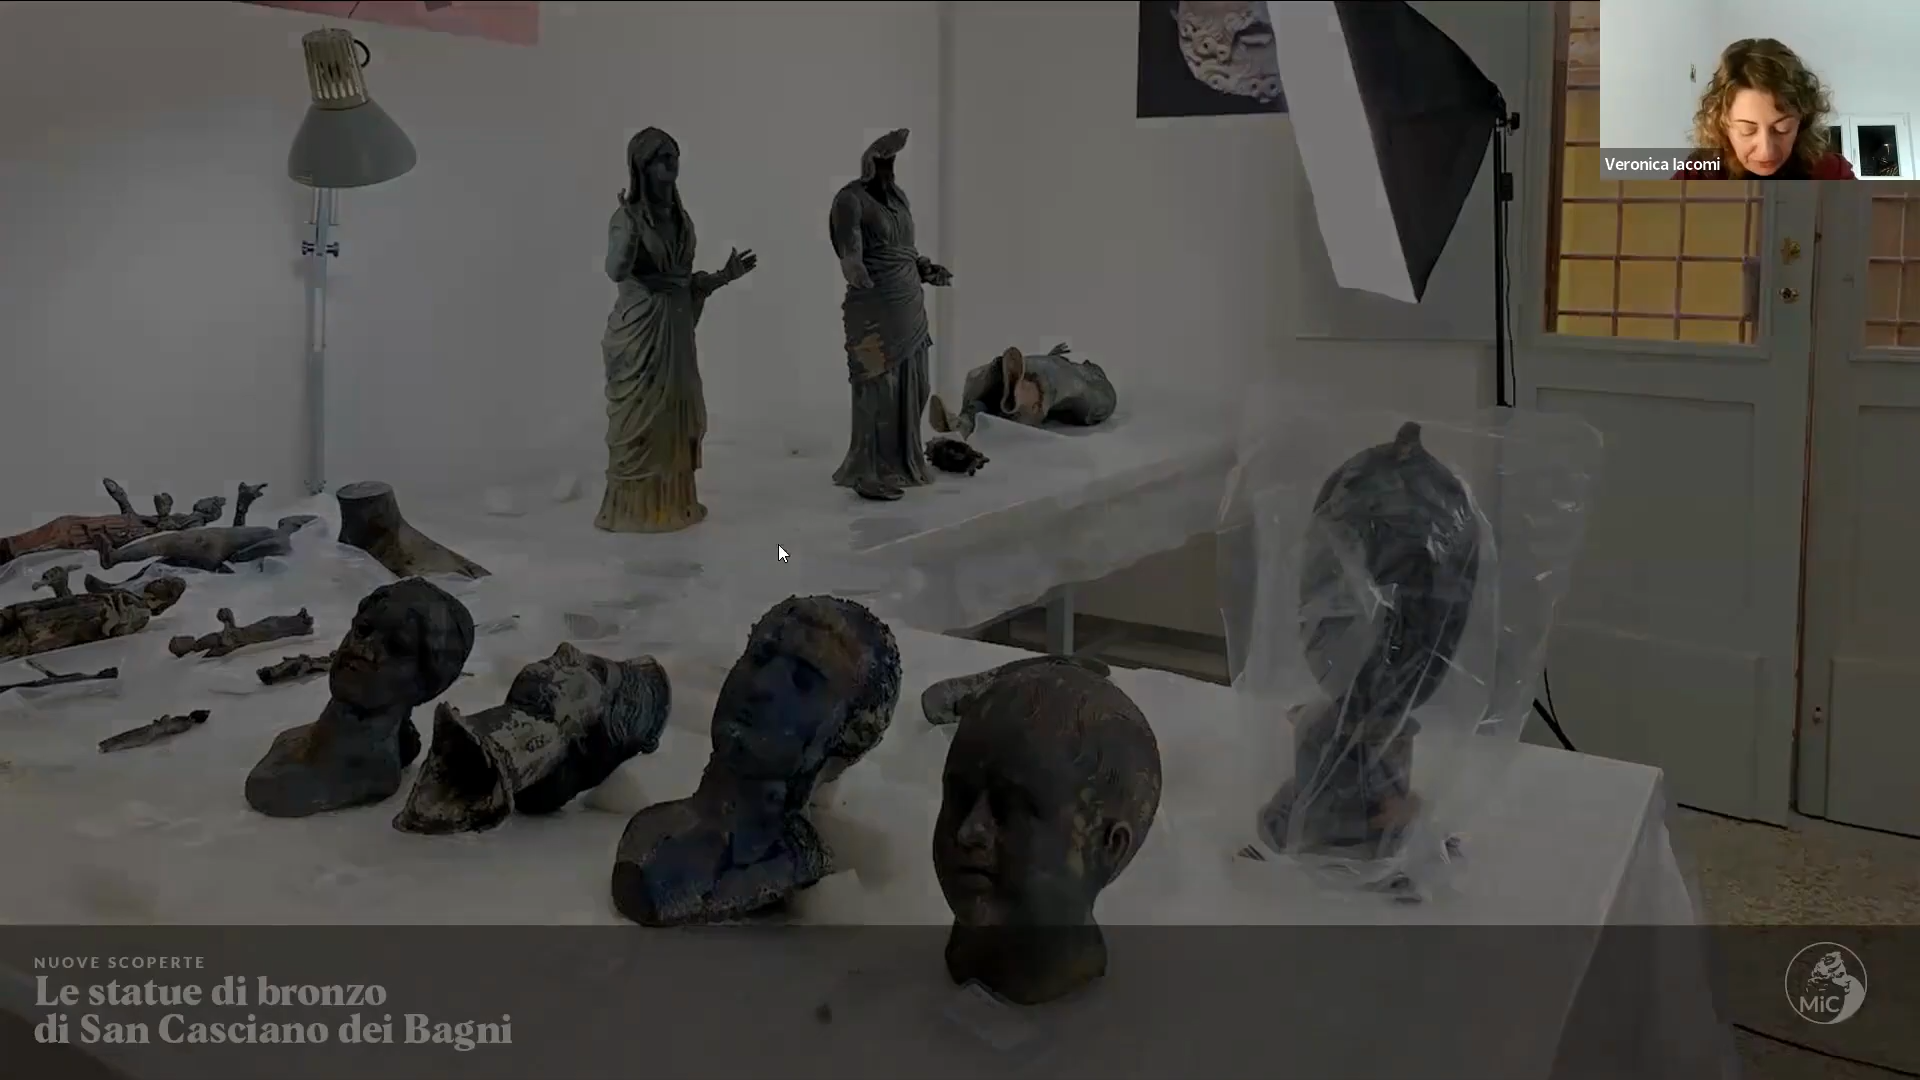 Veronica Iacomi
NUOVE SCOPERTE
Le statue di bronzo
di San Casciano dei Bagni
MiC